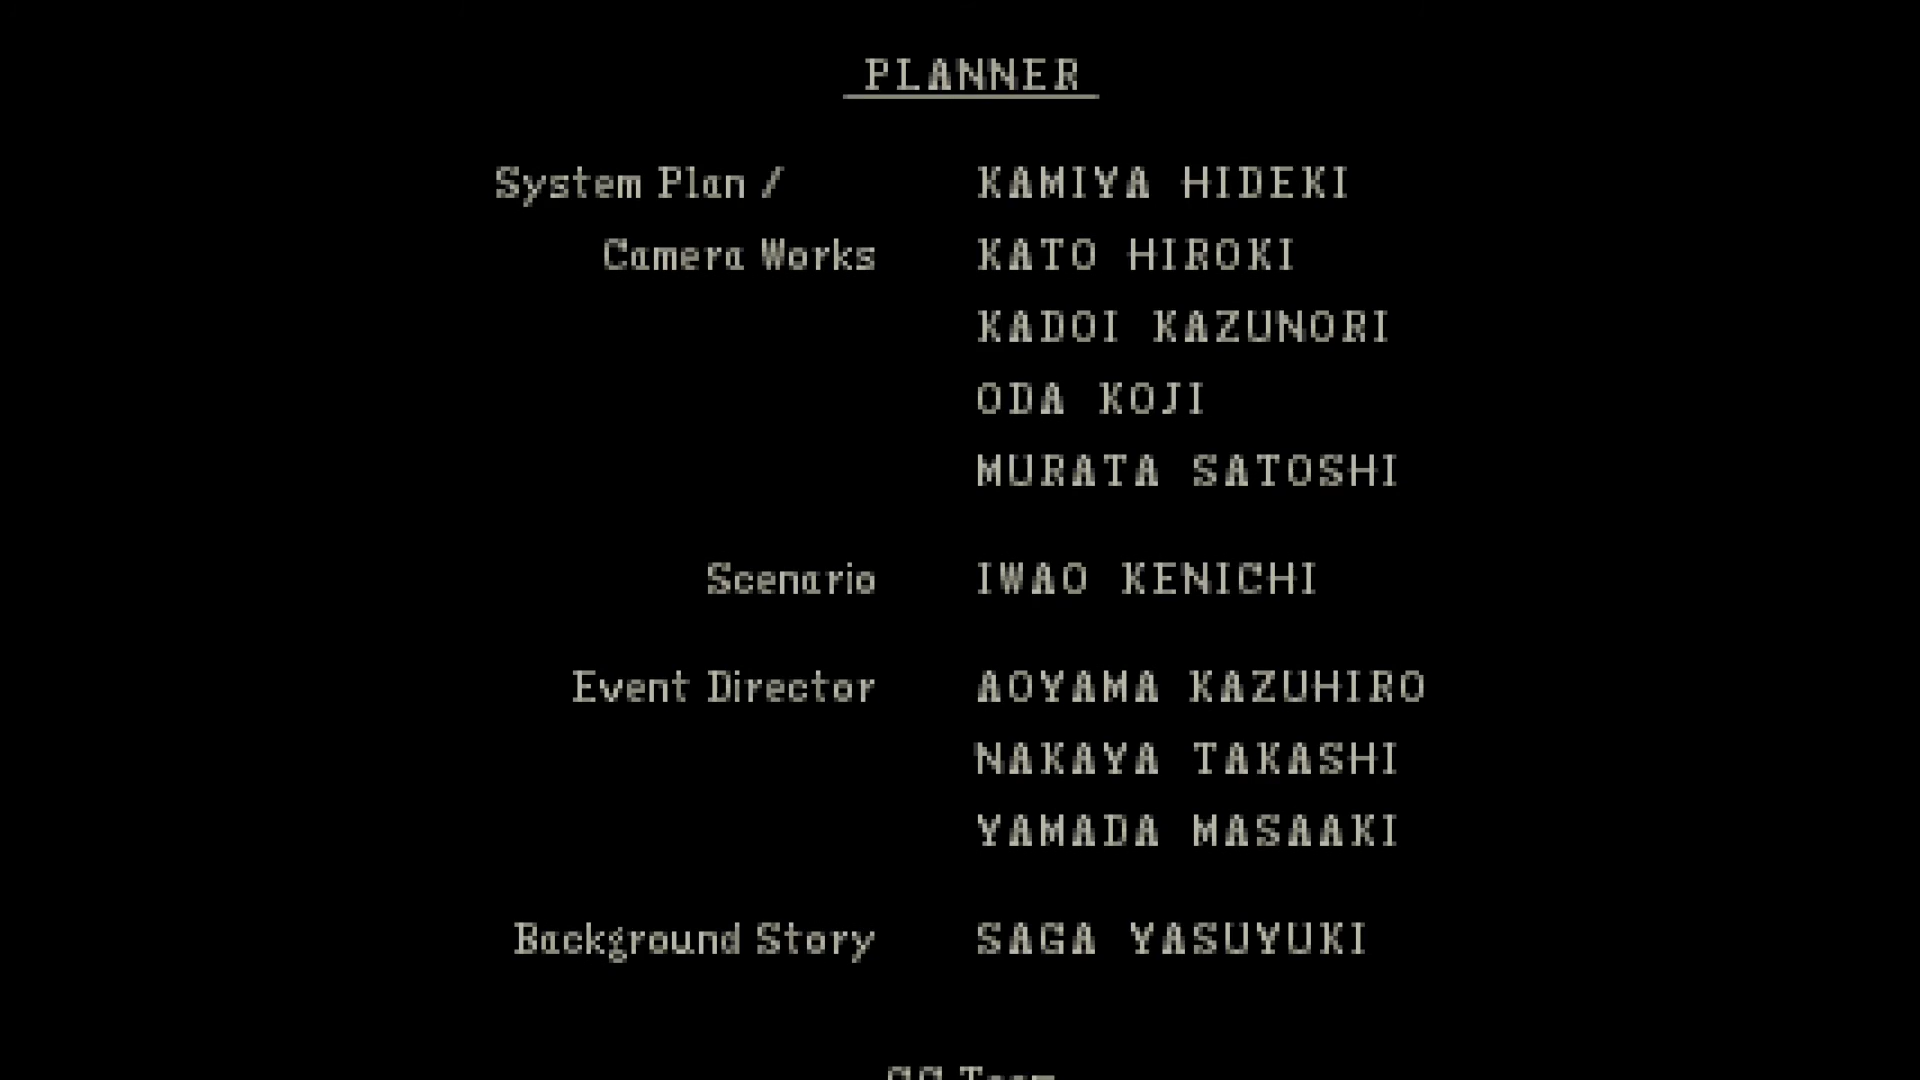 PLANNER
System Plan / KAMIYA HIDEKI
Camera Works KATO HIROKI
KADOI KAZUNORI
ODA KOJI
MURATA SATOSHI
Scenario IWAO KENICHI
Event Director AOYAMA KAZUHIRO
NAKAYA TAKASHI
YAMADA MASAAKI
Background Story SAGA YASUYUKI